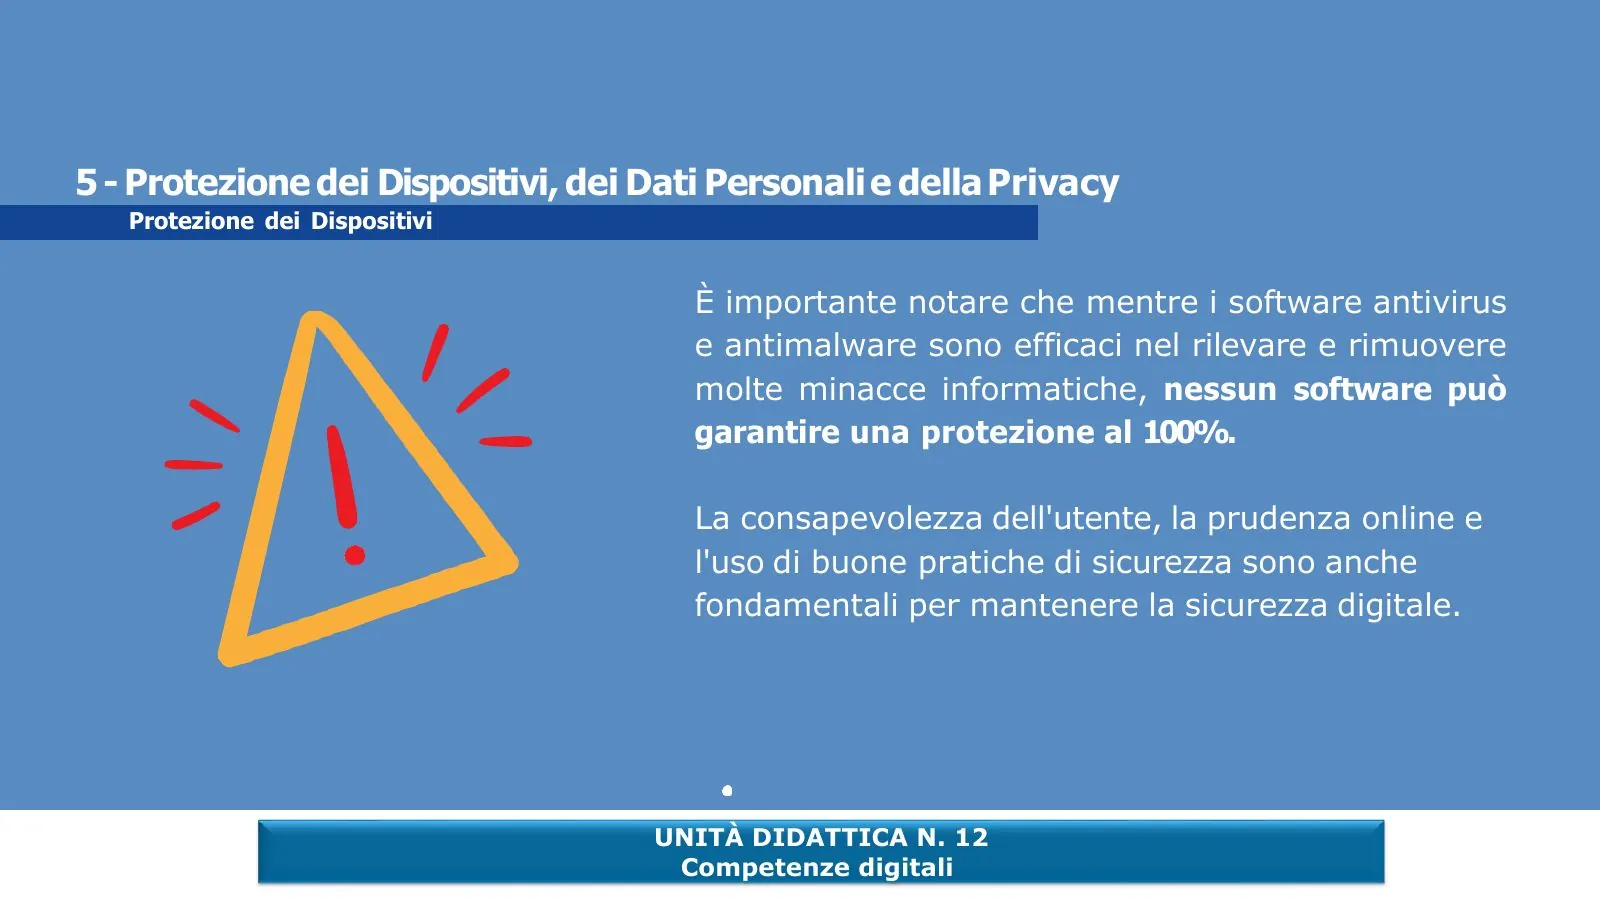 5 - Protezione dei Dispositivi, dei Dati Personali e della Privacy
Protezione dei Dispositivi
È importante notare che mentre i software antivirus
e antimalware sono efficaci nel rilevare e rimuovere
molte minacce informatiche, nessun software può
garantire una protezione al 100%.
La consapevolezza dell'utente, la prudenza online e
l'uso di buone pratiche di sicurezza sono anche
fondamentali per mantenere la sicurezza digitale.
UNITÀ DIDATTICA N. 12
Competenze digitali